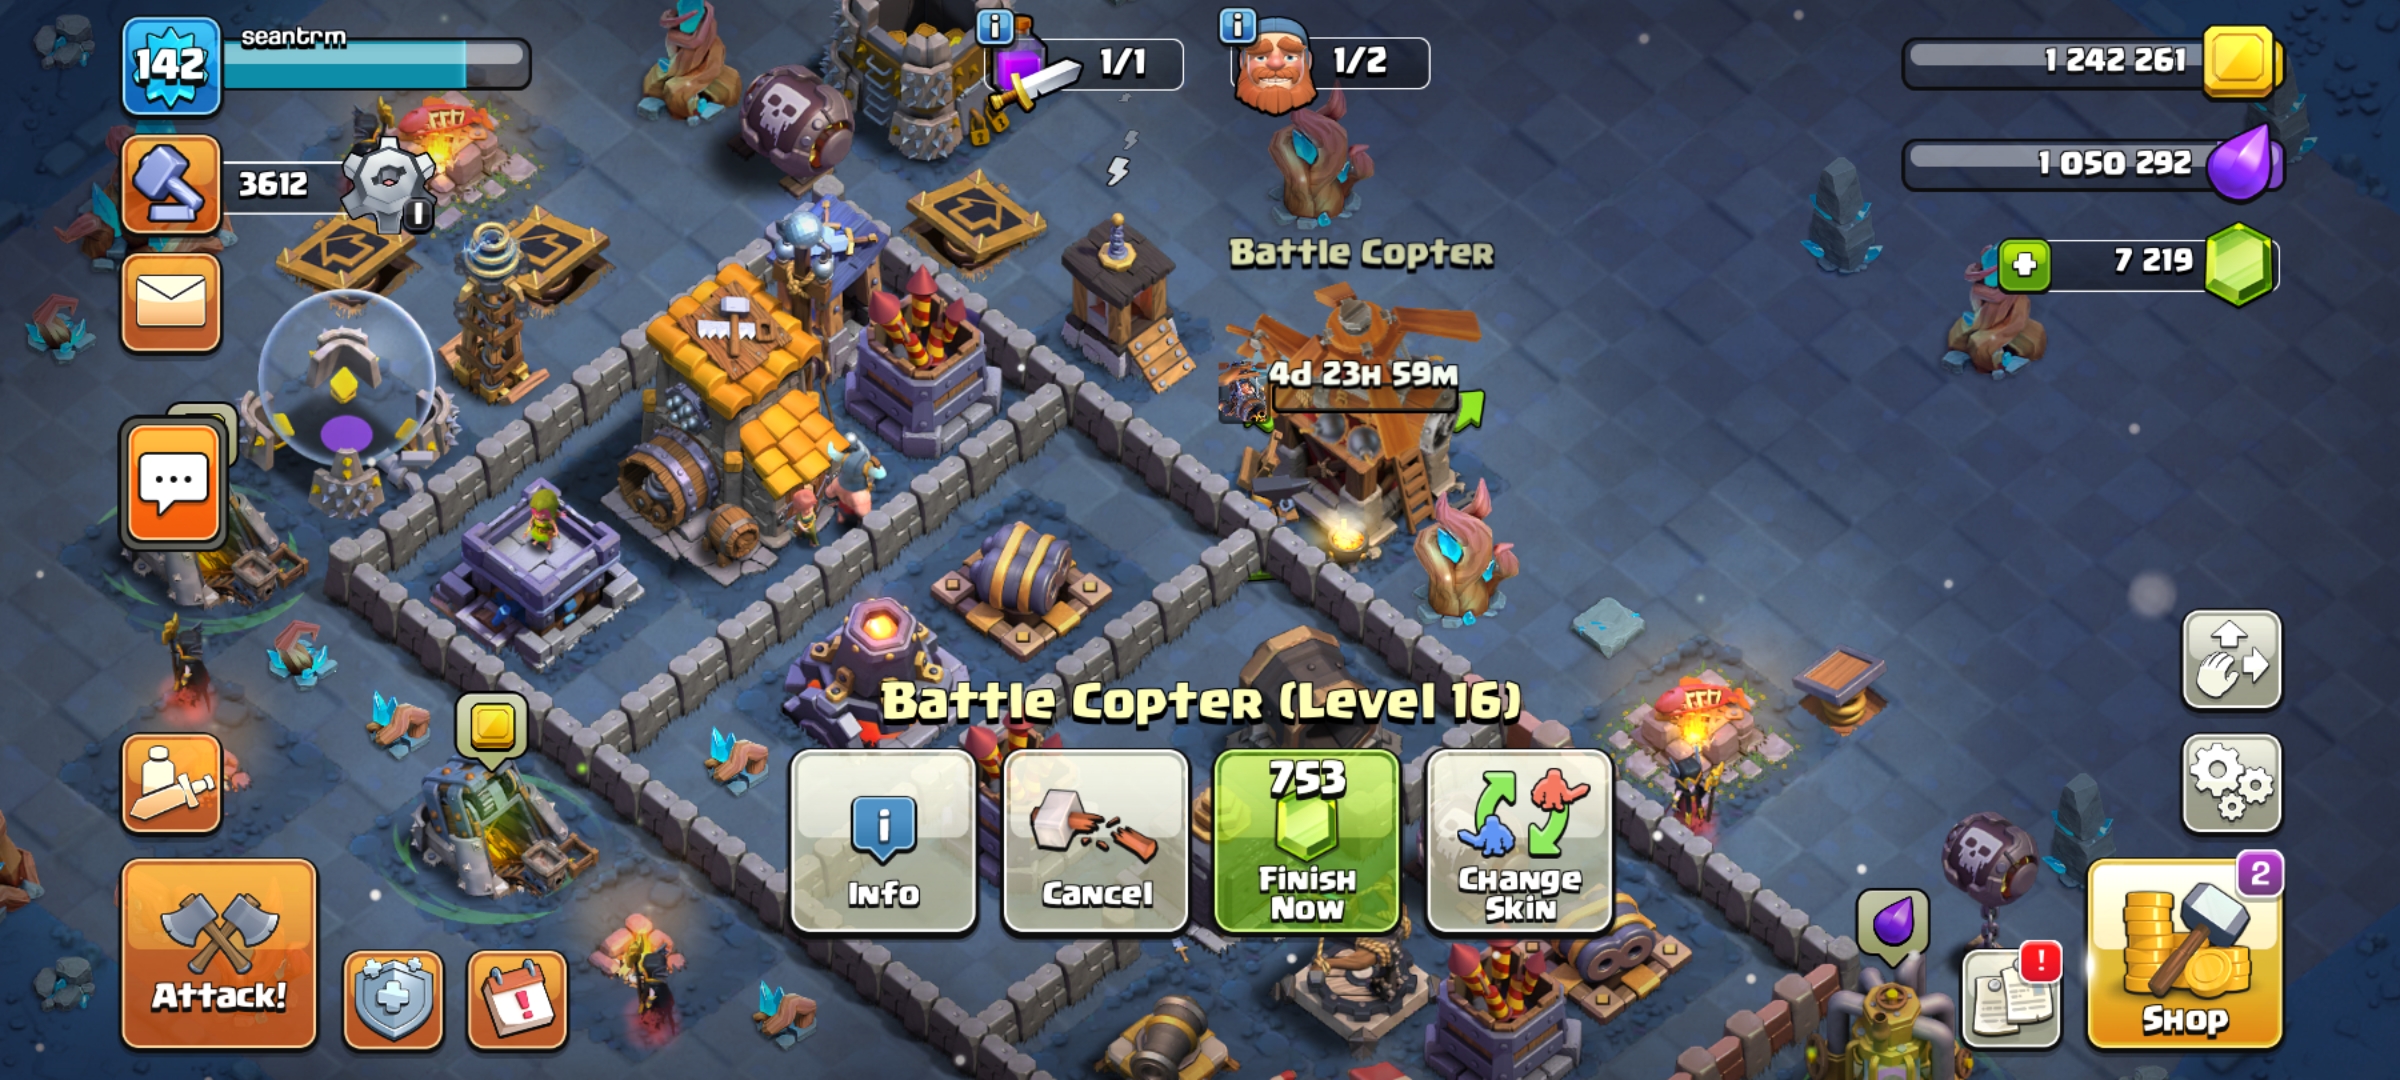 142
seantrm
1/1
1/2
1 242 261
3612
1 050 292
7 219
Battle Copter
4d 23h 59m
Battle Copter (Level 16)
Info
Cancel
753
Finish
Now
Change
Skin
Attack!
2
!
Shop